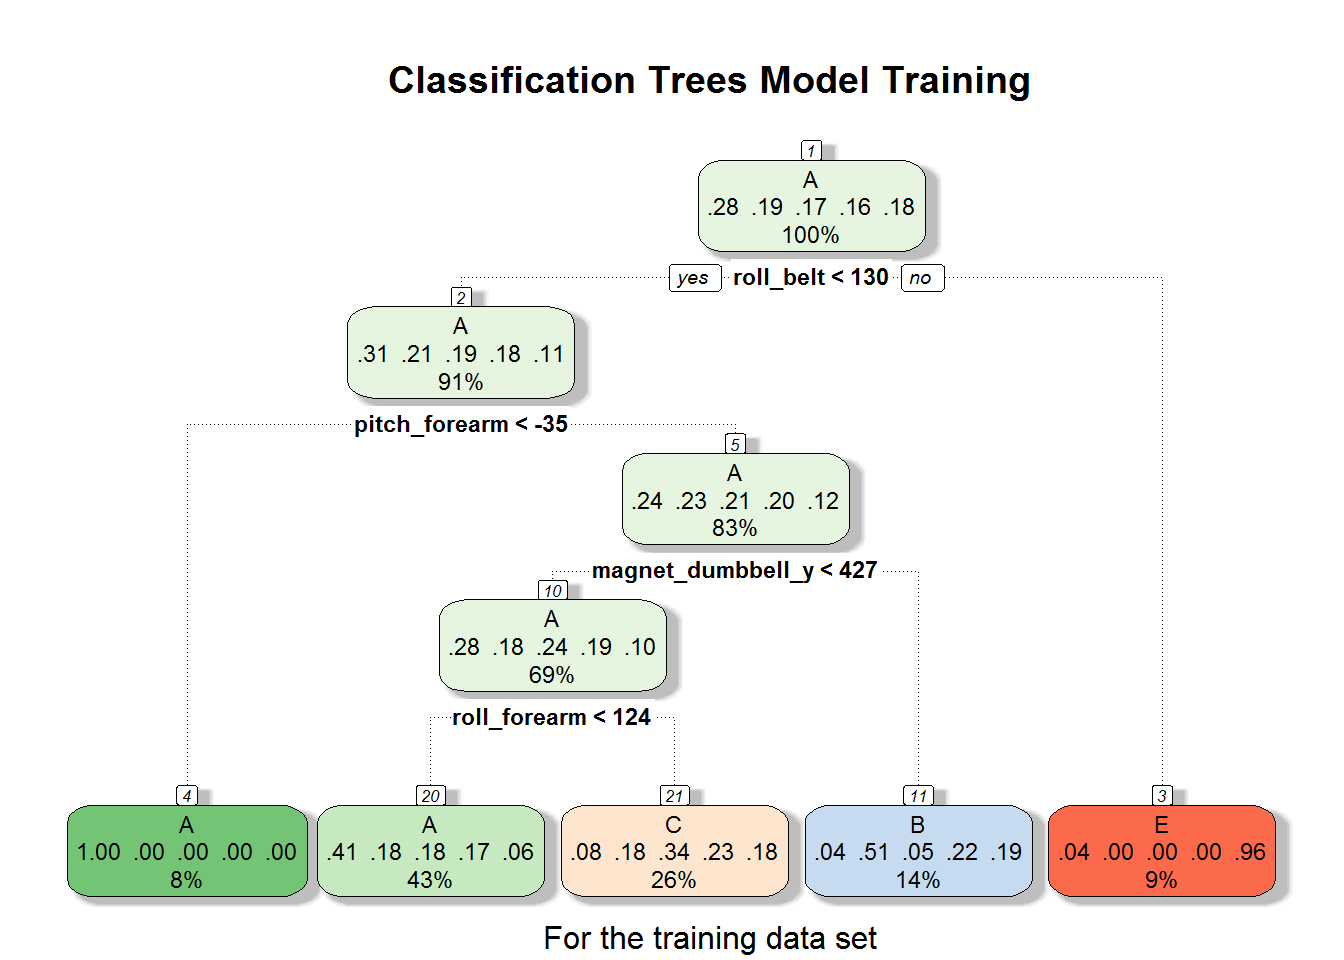 Classification Trees Model Training
1
A
.28 .19 .17 .16 .18
100%
yes roll_belt < 130 no
2
A
.31 .21 .19 .18 .11
91%
pitch_forearm < -35
5
A
.24 .23 .21 .20 .12
83%
magnet_dumbbell_y < 427
10
A
.28 .18 .24 .19 .10
69%
roll_forearm < 124
4
A
1.00 .00 .00 .00 .00
8%
20
A
.41 .18 .18 .17 .06
43%
21
C
.08 .18 .34 .23 .18
26%
11
B
.04 .51 .05 .22 .19
14%
3
E
.04 .00 .00 .00 .96
9%
For the training data set